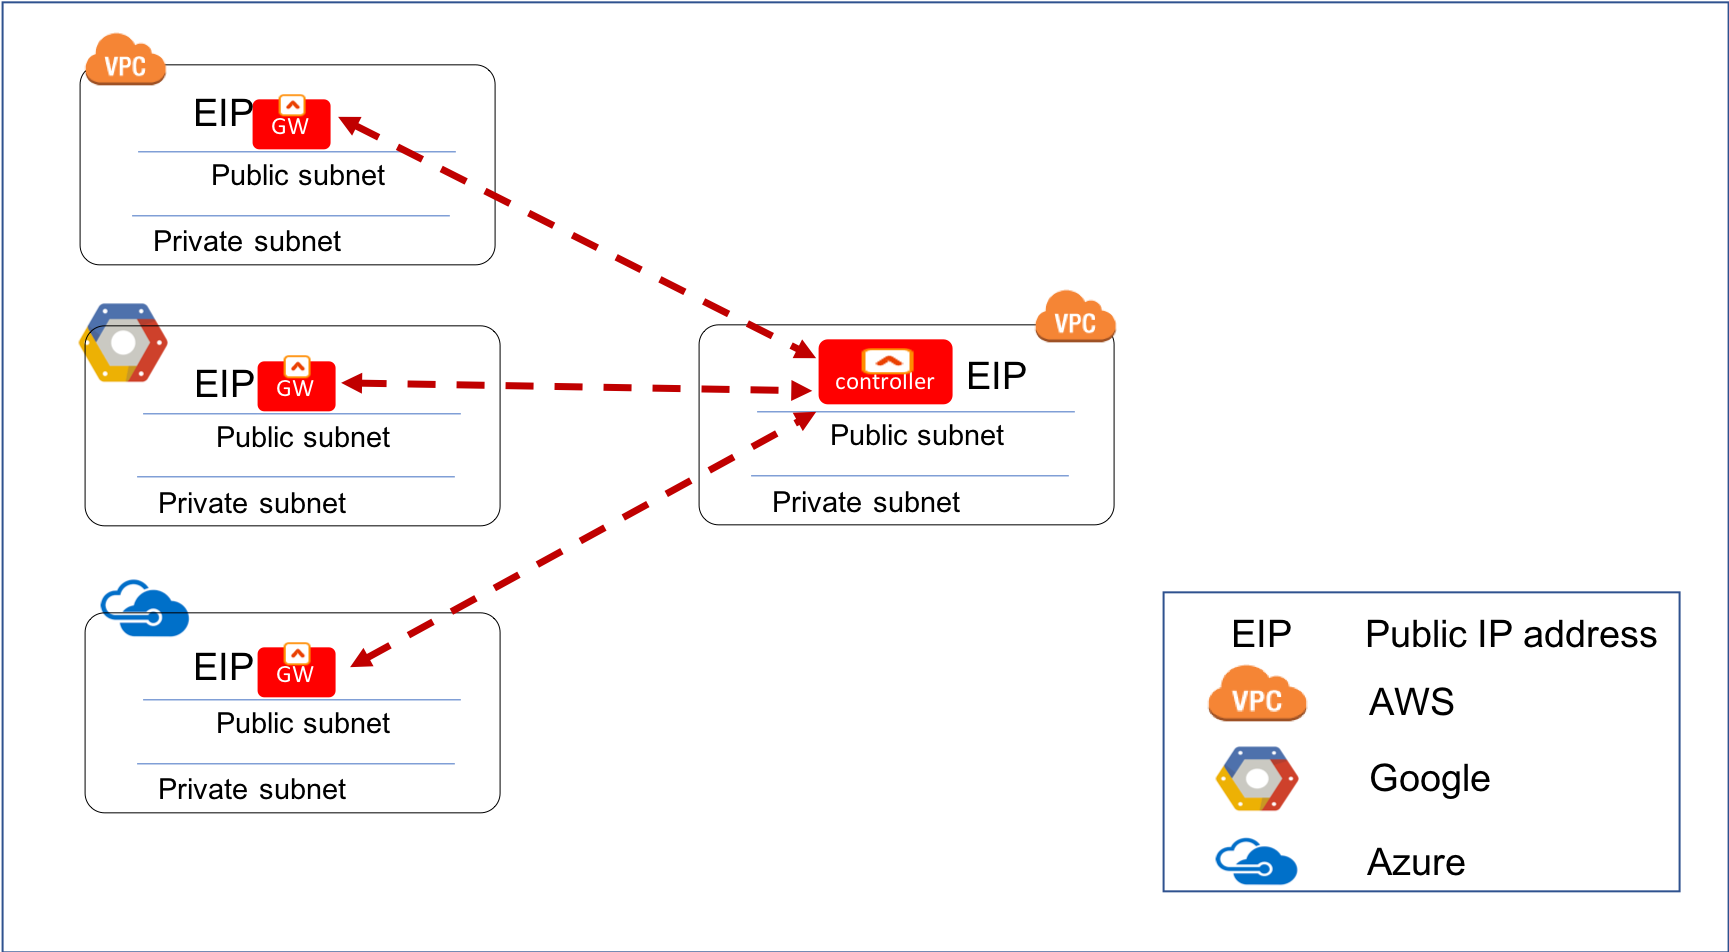 VPC
EIP
GW
Public subnet
Private subnet
EIP
GW
Public subnet
Private subnet
EIP
GW
Public subnet
Private subnet
VPC
controller
EIP
Public subnet
Private subnet
EIP Public IP address
VPC AWS
Google
Azure